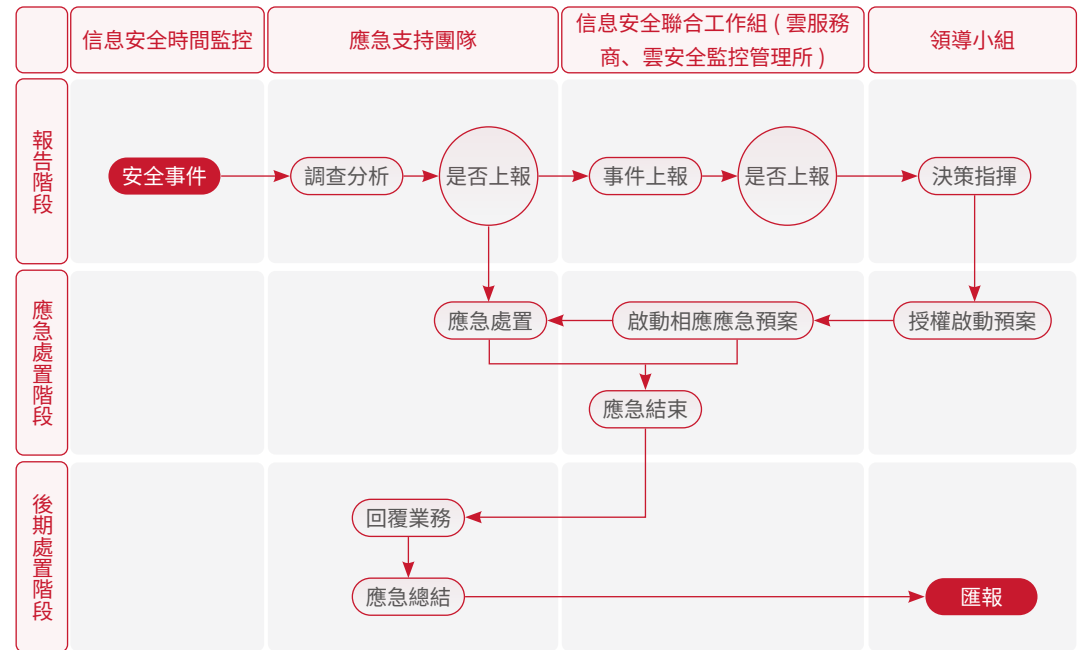 信息安全時間監控
應急支持團隊
信息安全聯合工作組 ( 雲服務
商、雲安全監控管理所 )
領導小組
報告階段
安全事件
調查分析
是否上報
事件上報
是否上報
決策指揮
應急處置階段
應急處置
啟動相應應急預案
授權啟動預案
應急結束
後期處置階段
回覆業務
應急總結
匯報